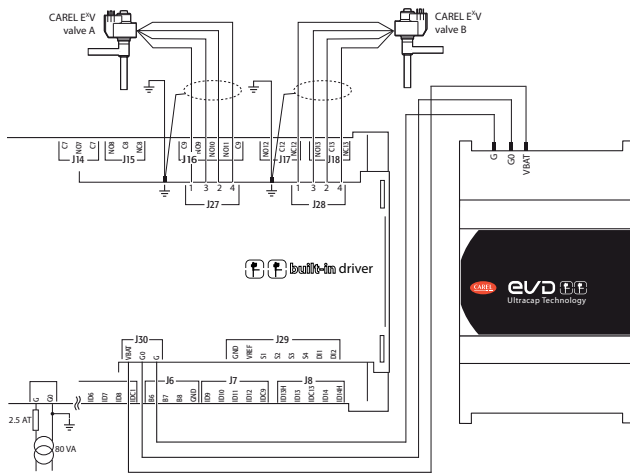 CAREL EˣV
valve A
CAREL EˣV
valve B
G
G0
VBAT
C7
NO7
C7
J14
NO8
C8
NC8
J15
C9
NO9
NO10
NO11
C9
J16
NO12
C12
NC12
J17
NO13
C13
NC13
J18
1 3 2 4
J27
1 3 2 4
J28
built-in driver
CAREL
evd
Ultracap Technology
J30
VBAT
G0
G
J29
GND
VREF
S1
S2
S3
S4
DI1
DI2
G
G0
ID6
ID7
ID8
IDC1
J6
B6
B7
B8
GND
J7
ID9
ID10
ID11
ID12
IDC9
J8
ID13H
ID13
IDC13
ID14
ID14H
2.5 AT
80 VA